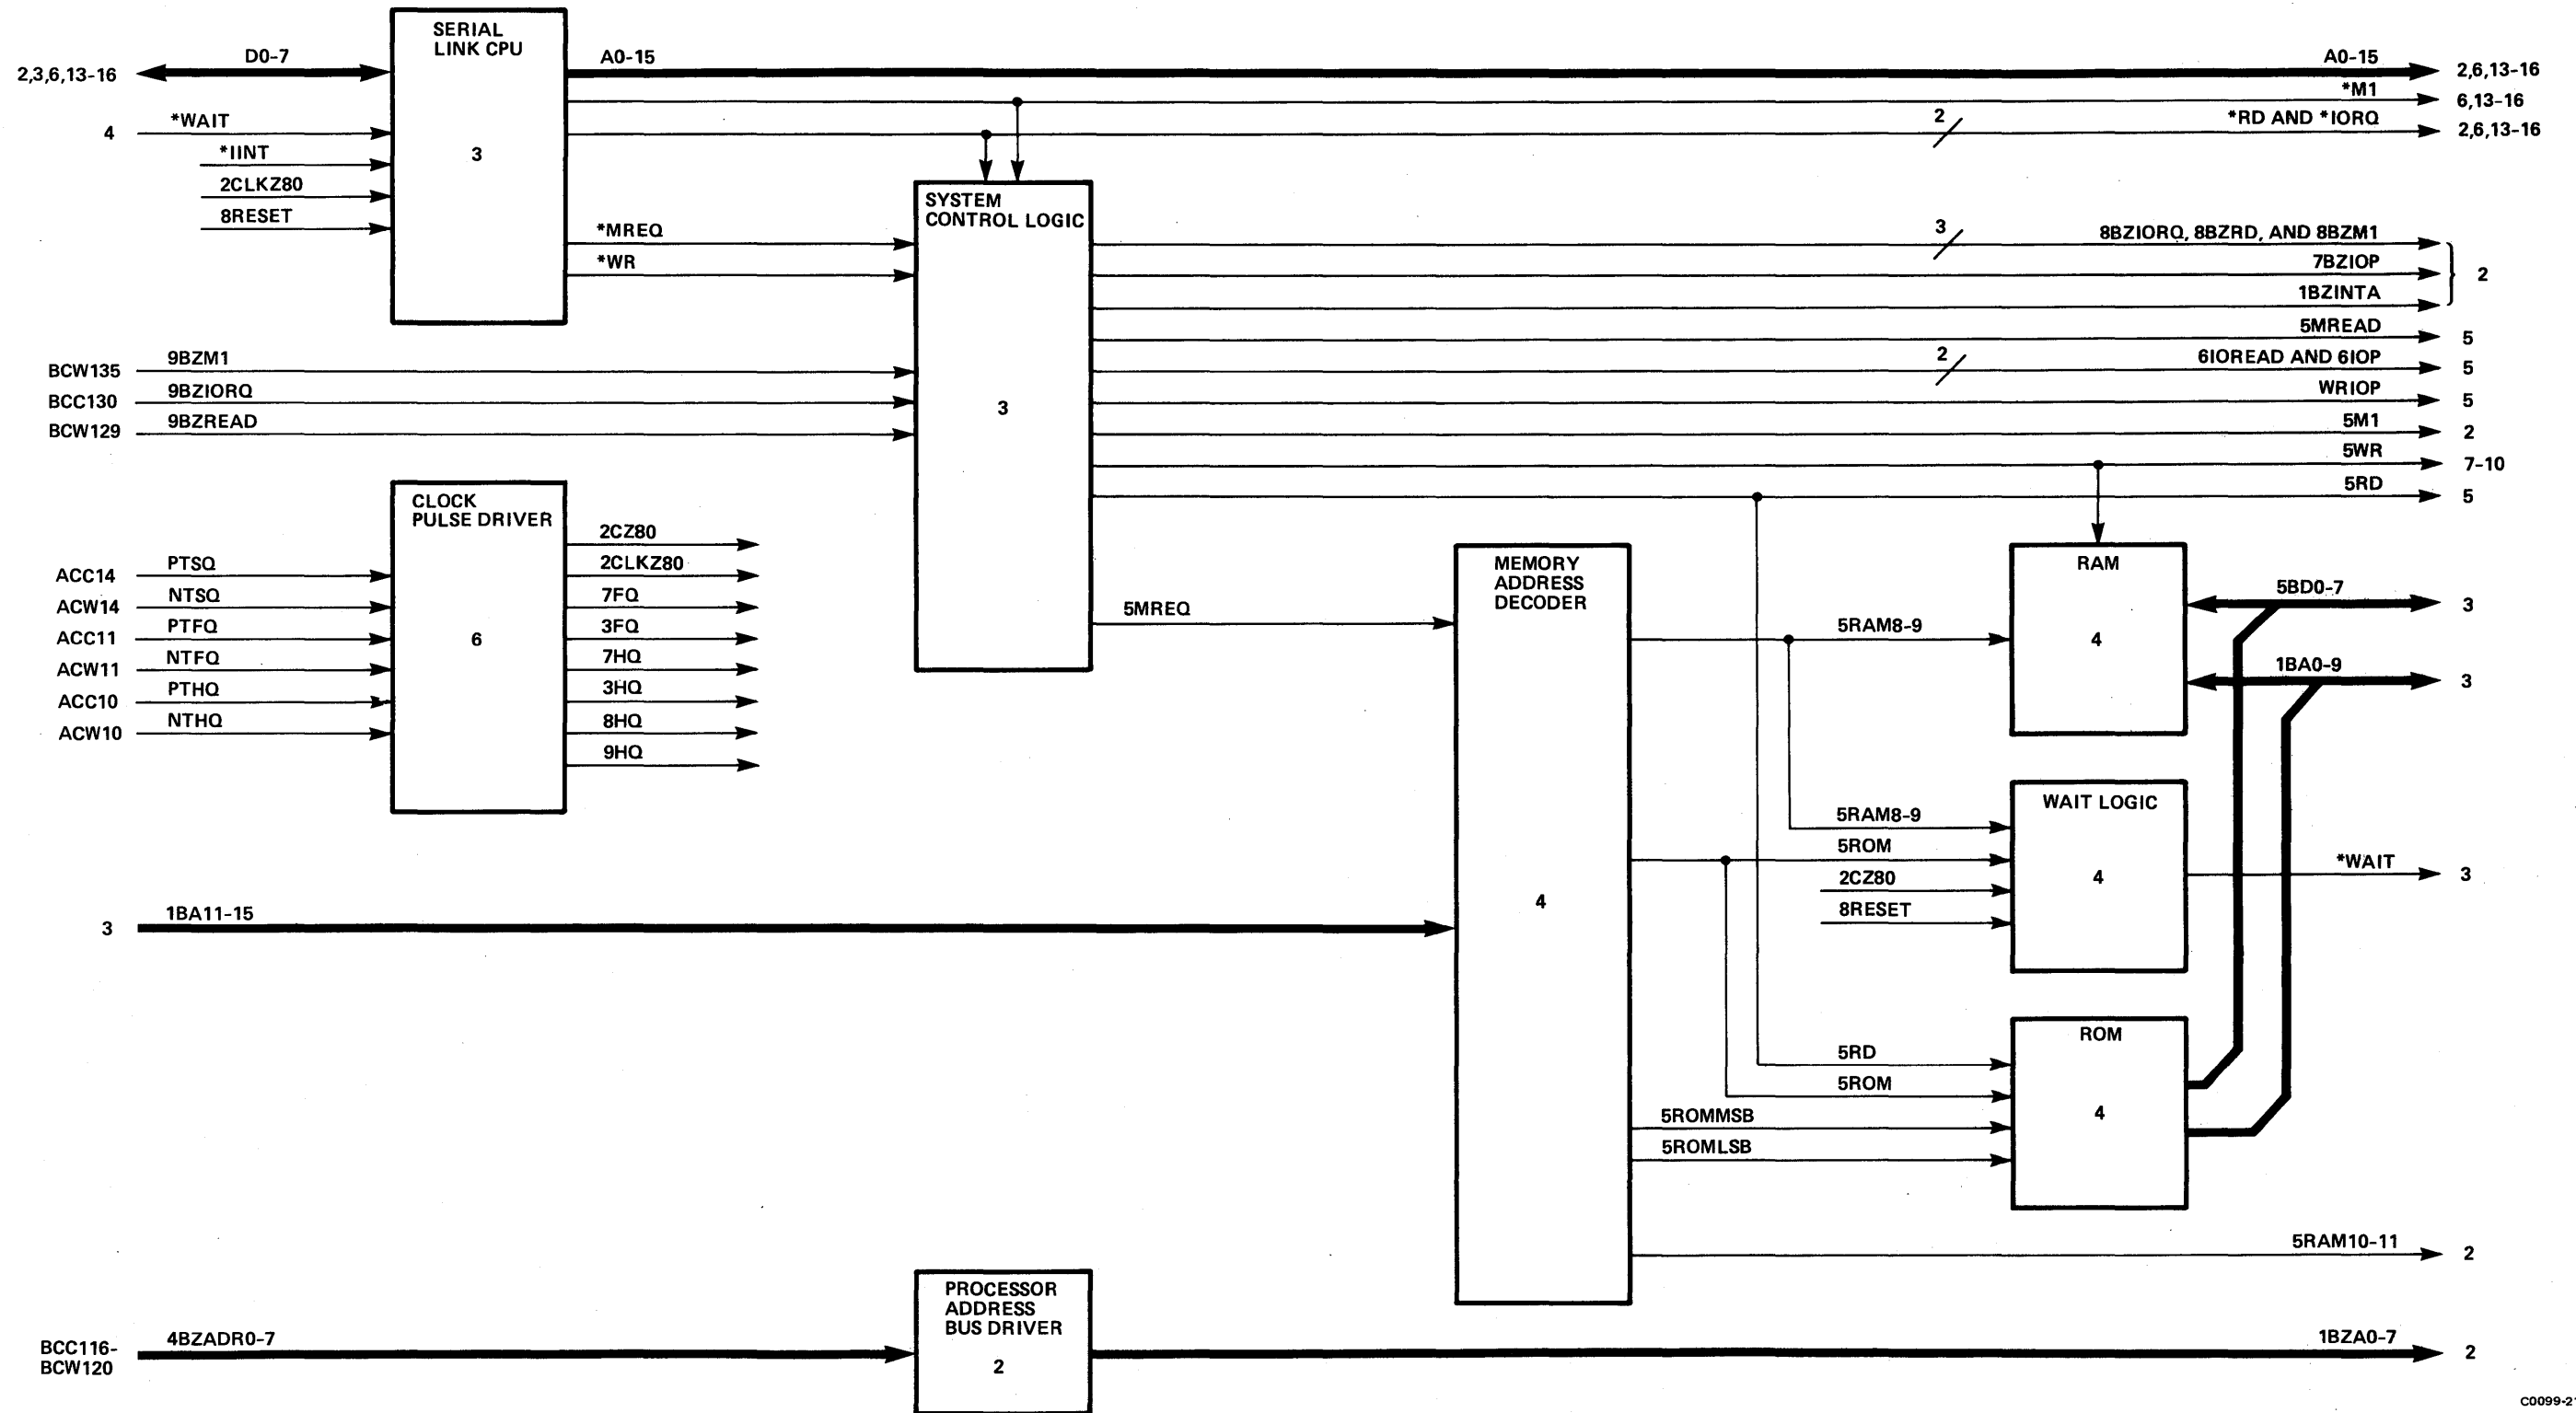 SERIAL
LINK CPU
3
D0-7
2,3,6,13-16
*WAIT
4
*IINT
2CLKZ80
8RESET
A0-15
A0-15
2,6,13-16
*M1
6,13-16
2
*RD AND *IORQ
2,6,13-16
*MREQ
*WR
SYSTEM
CONTROL LOGIC
3
3
8BZIORQ, 8BZRD, AND 8BZM1
7BZIOP
2
1BZINTA
5MREAD
5
2
6IOREAD AND 6IOP
5
WRIOP
5
5M1
2
5WR
7-10
5RD
5
BCW135
9BZM1
BCC130
9BZIORQ
BCW129
9BZREAD
CLOCK
PULSE DRIVER
6
ACC14
PTSQ
ACW14
NTSQ
ACC11
PTFQ
ACW11
NTFQ
ACC10
PTHQ
ACW10
NTHQ
2CZ80
2CLKZ80
7FQ
3FQ
7HQ
3HQ
8HQ
9HQ
5MREQ
MEMORY
ADDRESS
DECODER
4
3
1BA11-15
RAM
4
5RAM8-9
5BD0-7
3
1BA0-9
3
WAIT LOGIC
4
5RAM8-9
5ROM
2CZ80
8RESET
*WAIT
3
ROM
4
5RD
5ROM
5ROMMSB
5ROMLSB
5RAM10-11
2
PROCESSOR
ADDRESS
BUS DRIVER
2
BCC116-
BCW120
4BZADR0-7
1BZA0-7
2
C0099-21